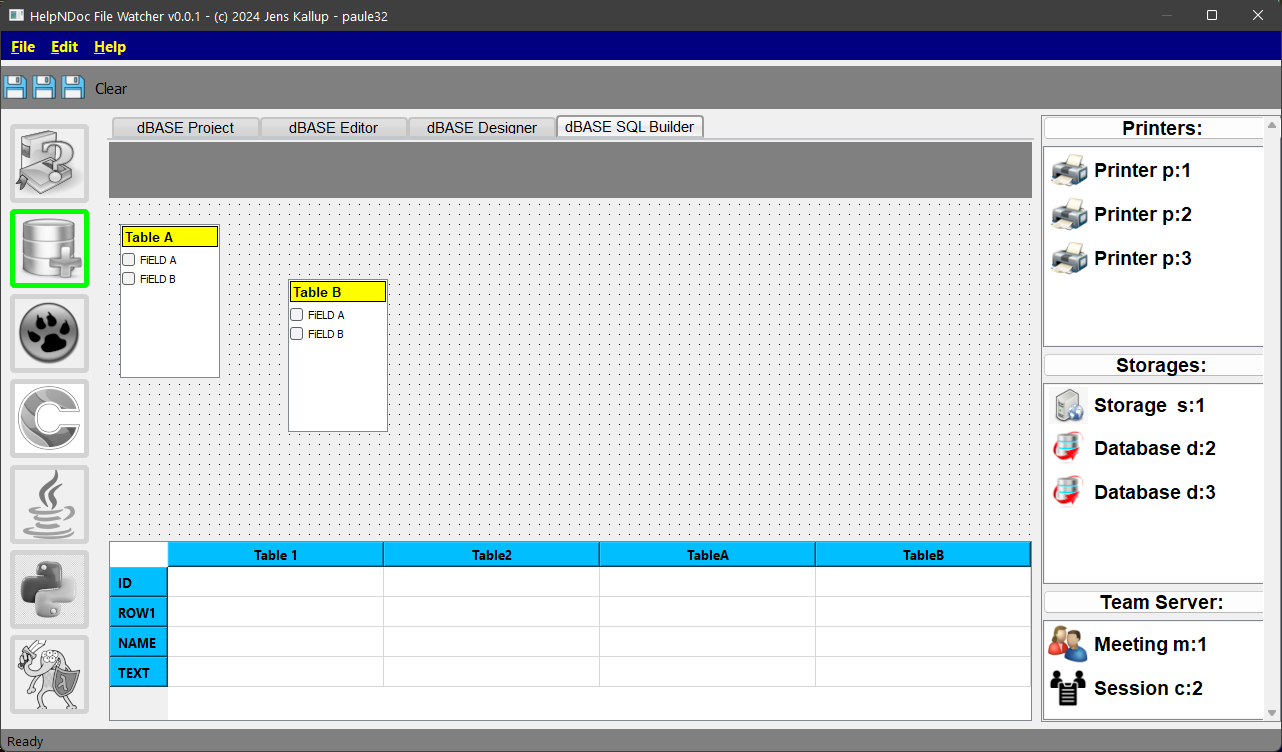 HelpNDoc File Watcher v0.0.1 - (c) 2024 Jens Kallup - paule32
File Edit Help
Clear
dBASE Project dBASE Editor dBASE Designer dBASE SQL Builder
Table A
FiELD A
FiELD B
Table B
FiELD A
FiELD B
Table 1 Table2 TableA TableB
ID
ROW1
NAME
TEXT
Printers:
Printer p:1
Printer p:2
Printer p:3
Storages:
Storage s:1
Database d:2
Database d:3
Team Server:
Meeting m:1
Session c:2
Ready